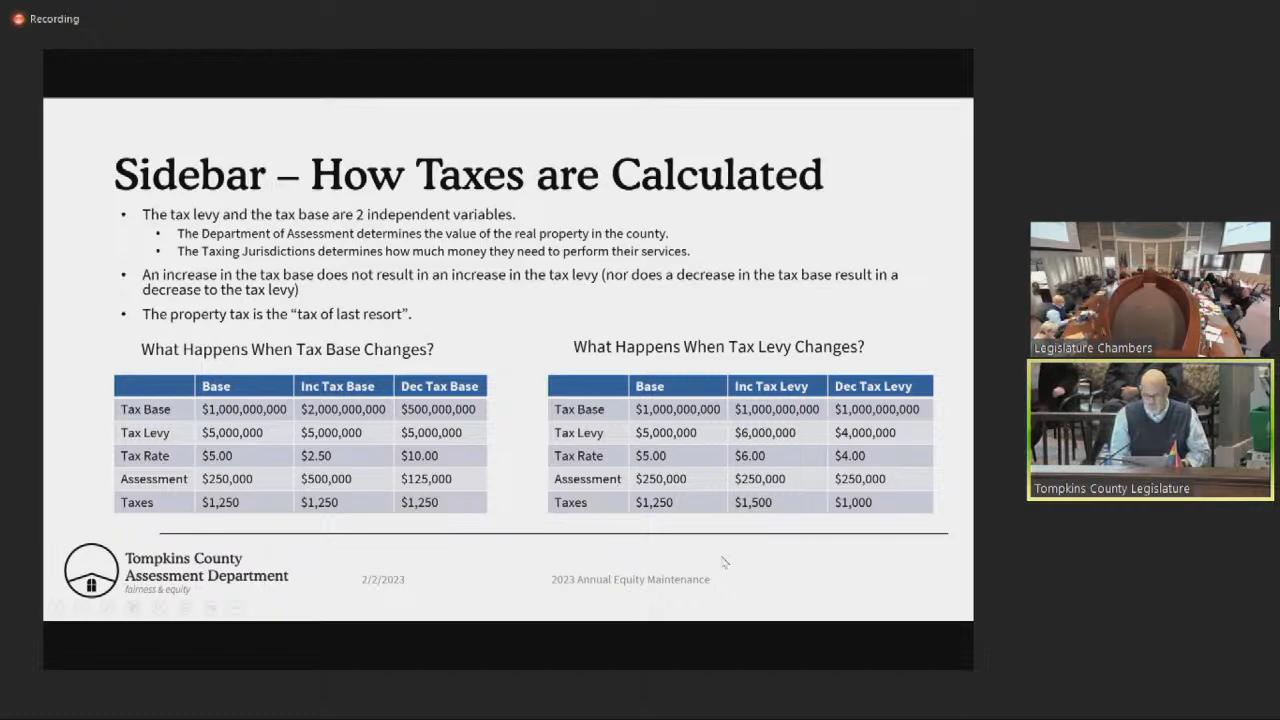 Recording
Sidebar – How Taxes are Calculated
• The tax levy and the tax base are 2 independent variables.
• The Department of Assessment determines the value of the real property in the county.
• The Taxing Jurisdictions determines how much money they need to perform their services.
• An increase in the tax base does not result in an increase in the tax levy (nor does a decrease in the tax base result in a
decrease to the tax levy)
• The property tax is the “tax of last resort”.
What Happens When Tax Base Changes?
Base Inc Tax Base Dec Tax Base
Tax Base $1,000,000,000 $2,000,000,000 $500,000,000
Tax Levy $5,000,000 $5,000,000 $5,000,000
Tax Rate $5.00 $2.50 $10.00
Assessment $250,000 $500,000 $125,000
Taxes $1,250 $1,250 $1,250
What Happens When Tax Levy Changes?
Base Inc Tax Levy Dec Tax Levy
Tax Base $1,000,000,000 $1,000,000,000 $1,000,000,000
Tax Levy $5,000,000 $6,000,000 $4,000,000
Tax Rate $5.00 $6.00 $4.00
Assessment $250,000 $250,000 $250,000
Taxes $1,250 $1,500 $1,000
Tompkins County
Assessment Department
fairness & equity
2/2/2023
2023 Annual Equity Maintenance
Legislature Chambers
Tompkins County Legislature